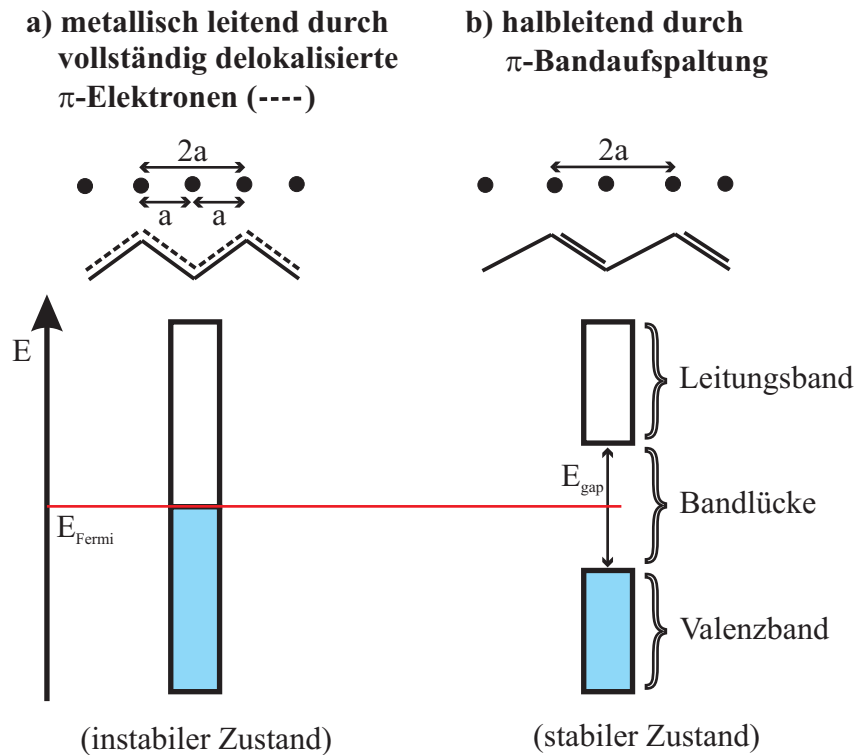 a) metallisch leitend durch
vollständig delokalisierte
π-Elektronen (----)
b) halbleitend durch
π-Bandaufspaltung
2a
a a
2a
E
E_Fermi
E_gap
Leitungsband
Bandlücke
Valenzband
(instabiler Zustand)
(stabiler Zustand)